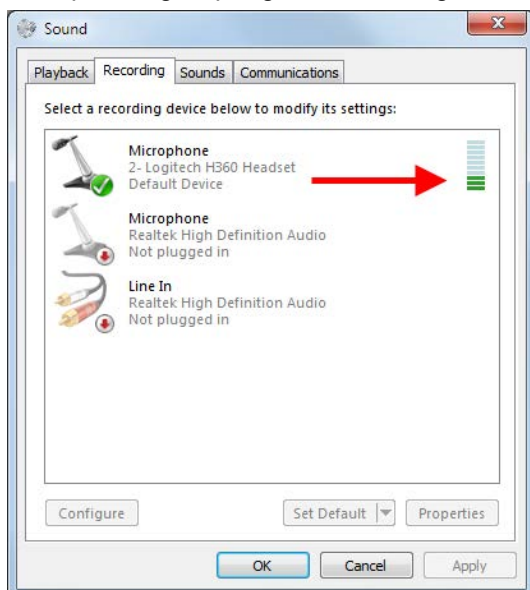 Sound
Playback Recording Sounds Communications
Select a recording device below to modify its settings:
Microphone
2- Logitech H360 Headset
Default Device
Microphone
Realtek High Definition Audio
Not plugged in
Line In
Realtek High Definition Audio
Not plugged in
Configure Set Default Properties
OK Cancel Apply